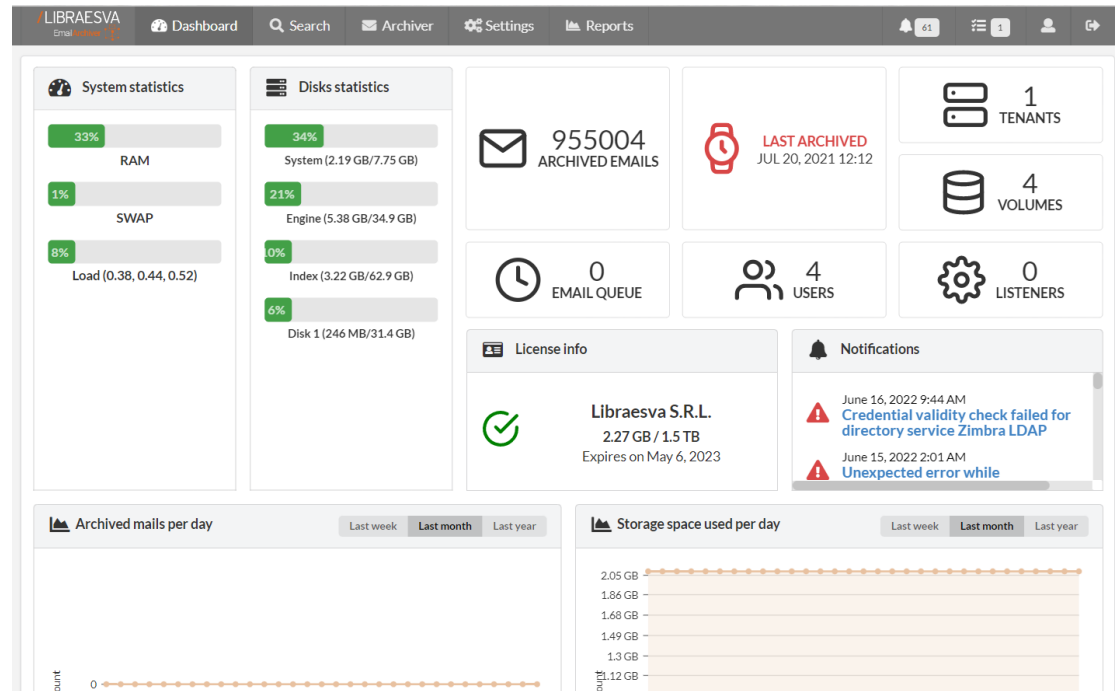 /LIBRAESVA
EmailArchiver
Dashboard
Search
Archiver
Settings
Reports
61
1
System statistics
33%
RAM
1%
SWAP
8%
Load (0.38, 0.44, 0.52)
Disks statistics
34%
System (2.19 GB/7.75 GB)
21%
Engine (5.38 GB/34.9 GB)
10%
Index (3.22 GB/62.9 GB)
6%
Disk 1 (246 MB/31.4 GB)
955004
ARCHIVED EMAILS
LAST ARCHIVED
JUL 20, 2021 12:12
1
TENANTS
4
VOLUMES
0
EMAIL QUEUE
4
USERS
0
LISTENERS
License info
Libraesva S.R.L.
2.27 GB / 1.5 TB
Expires on May 6, 2023
Notifications
June 16, 2022 9:44 AM
Credential validity check failed for
directory service Zimbra LDAP
June 15, 2022 2:01 AM
Unexpected error while
Archived mails per day
Last week
Last month
Last year
0
Storage space used per day
Last week
Last month
Last year
2.05 GB
1.86 GB
1.68 GB
1.49 GB
1.3 GB
1.12 GB